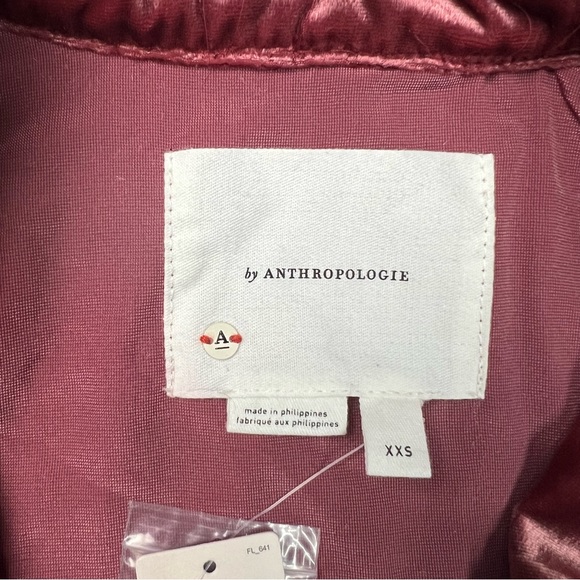 by ANTHROPOLOGIE
A
made in philippines
fabriqué aux philippines
XXS
FL_641